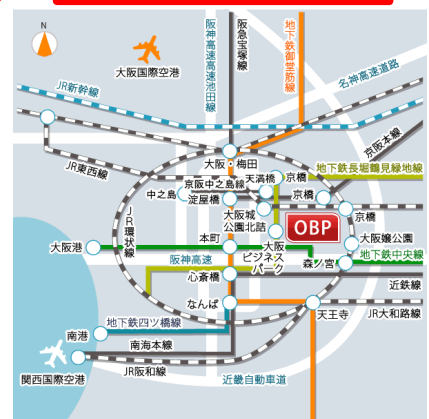 N
大阪国際空港
阪神高速高速池田線
阪急宝塚線
地下鉄御堂筋線
名神高速道路
JR新幹線
京阪本線
JR東西線
大阪・梅田
地下鉄長堀鶴見緑地線
天満橋
京橋
京阪中之島線
中之島
淀屋橋
京橋
京橋
大阪城
公園北詰
OBP
JR環状線
大阪港
本町
大阪
ビジネス
パーク
大阪嬢公園
地下鉄中央線
阪神高速
森ノ宮
近鉄線
心斎橋
なんば
天王寺
JR大和路線
地下鉄四ツ橋線
南港
南海本線
JR阪和線
関西国際空港
近畿自動車道